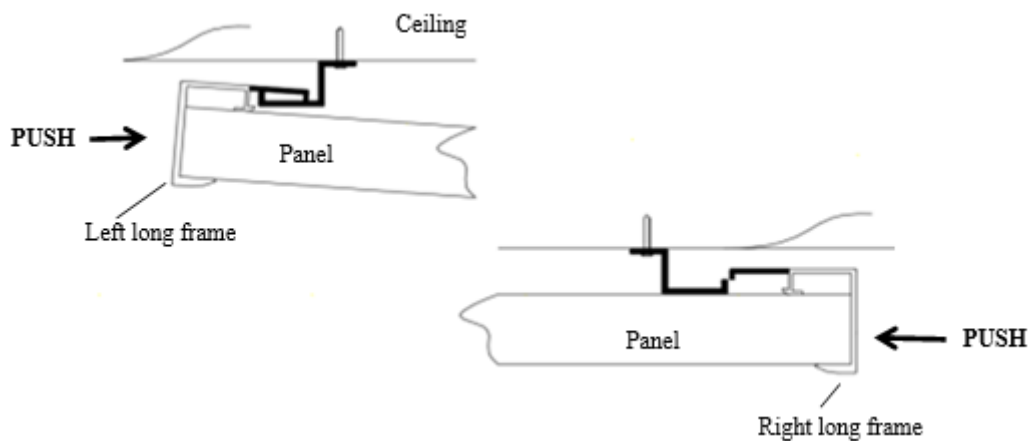 Ceiling
PUSH
Panel
Left long frame
Panel
PUSH
Right long frame